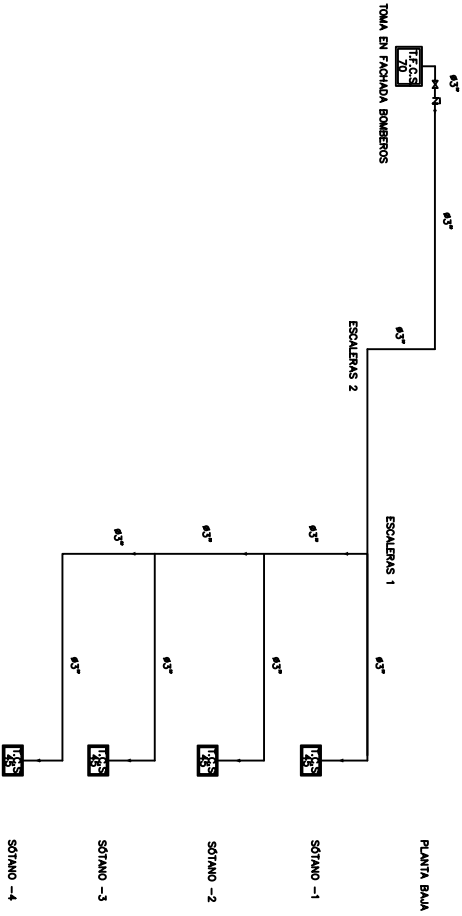 PLANTA BAJA
ø3"
ø3"
T.F.C.S
70
TOMA EN FACHADA BOMBEROS
ø3"
ESCALERAS 2
ESCALERAS 1
ø3"
ø3"
T.C.S
45
SÓTANO -1
ø3"
ø3"
T.C.S
45
SÓTANO -2
ø3"
ø3"
T.C.S
45
SÓTANO -3
ø3"
T.C.S
45
SÓTANO -4